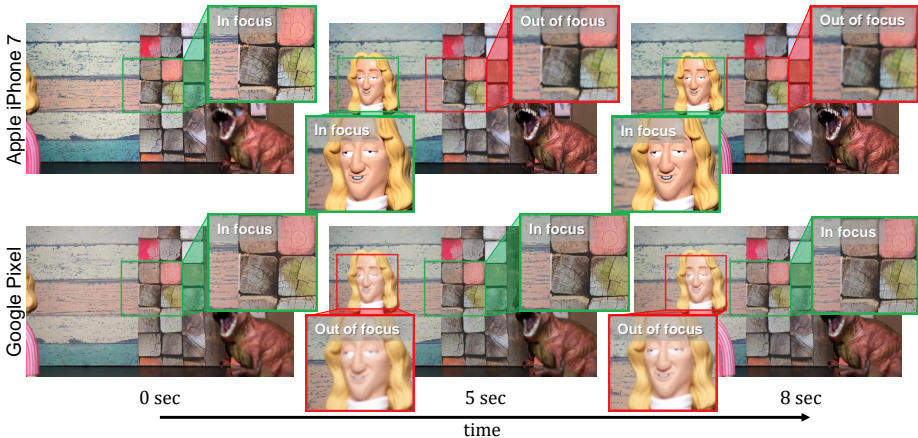 Apple iPhone 7
In focus
Out of focus
Out of focus
In focus
In focus
Google Pixel
In focus
In focus
In focus
Out of focus
Out of focus
0 sec
5 sec
8 sec
time